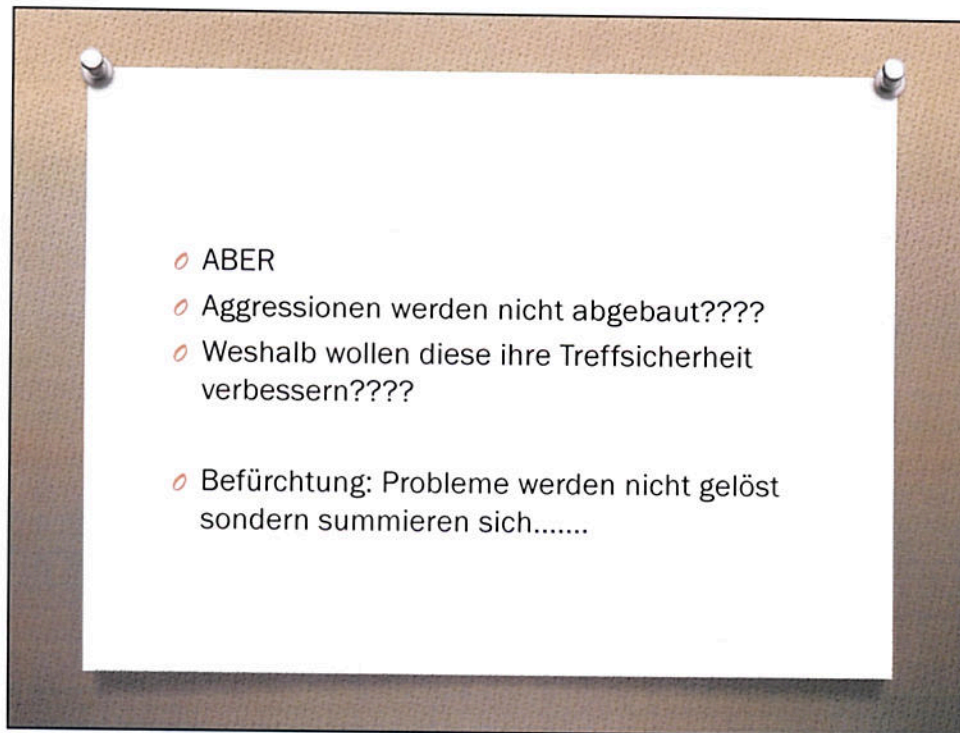 ABER
Aggressionen werden nicht abgebaut????
Weshalb wollen diese ihre Treffsicherheit
verbessern????
Befürchtung: Probleme werden nicht gelöst
sondern summieren sich.......